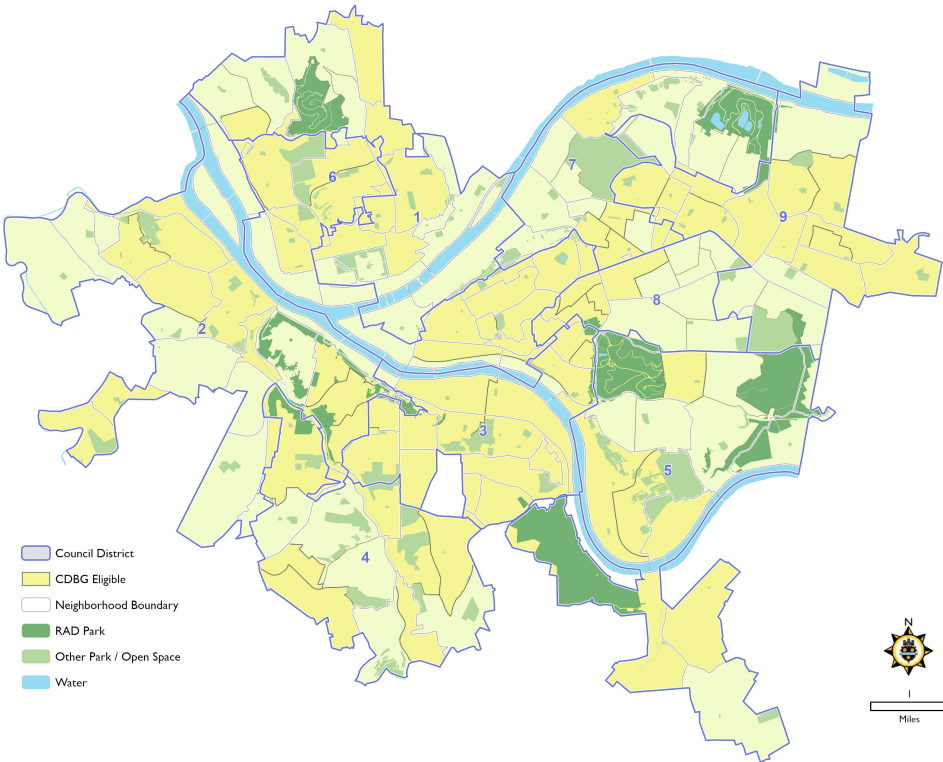 6
7
1
9
8
2
3
5
4
Council District
CDBG Eligible
Neighborhood Boundary
RAD Park
Other Park / Open Space
Water
N
1
Miles